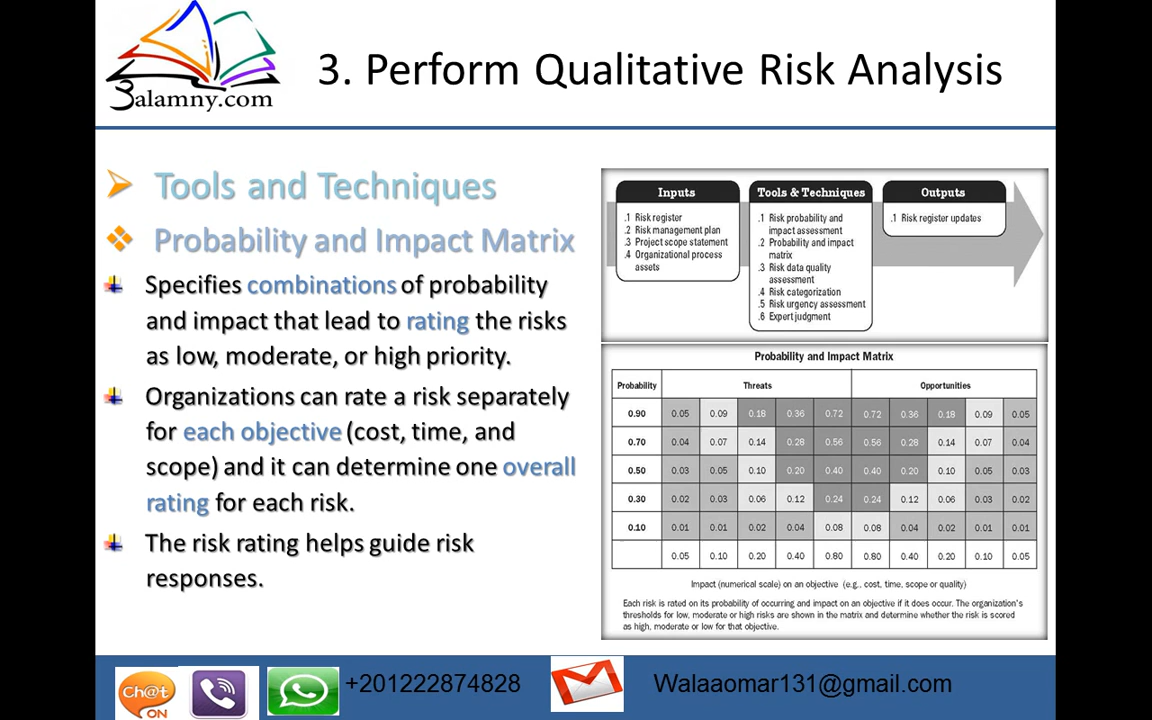 3alamny.com
3. Perform Qualitative Risk Analysis
Tools and Techniques
Probability and Impact Matrix
Specifies combinations of probability
and impact that lead to rating the risks
as low, moderate, or high priority.
Organizations can rate a risk separately
for each objective (cost, time, and
scope) and it can determine one overall
rating for each risk.
The risk rating helps guide risk
responses.
Inputs
.1 Risk register
.2 Risk management plan
.3 Project scope statement
.4 Organizational process
assets
Tools & Techniques
.1 Risk probability and
impact assessment
.2 Probability and impact
matrix
.3 Risk data quality
assessment
.4 Risk categorization
.5 Risk urgency assessment
.6 Expert judgment
Outputs
.1 Risk register updates
Probability and Impact Matrix
Probability Threats Opportunities
0.90 0.05 0.09 0.18 0.36 0.72 0.72 0.36 0.18 0.09 0.05
0.70 0.04 0.07 0.14 0.28 0.56 0.56 0.28 0.14 0.07 0.04
0.50 0.03 0.05 0.10 0.20 0.40 0.40 0.20 0.10 0.05 0.03
0.30 0.02 0.03 0.06 0.12 0.24 0.24 0.12 0.06 0.03 0.02
0.10 0.01 0.01 0.02 0.04 0.08 0.08 0.04 0.02 0.01 0.01
0.05 0.10 0.20 0.40 0.80 0.80 0.40 0.20 0.10 0.05
Impact (numerical scale) on an objective (e.g., cost, time, scope or quality)
Each risk is rated on its probability of occurring and impact on an objective if it does occur. The organization's
thresholds for low, moderate or high risks are shown in the matrix and determine whether the risk is scored
as high, moderate or low for that objective.
Ch@t
ON
+201222874828
Walaaomar131@gmail.com